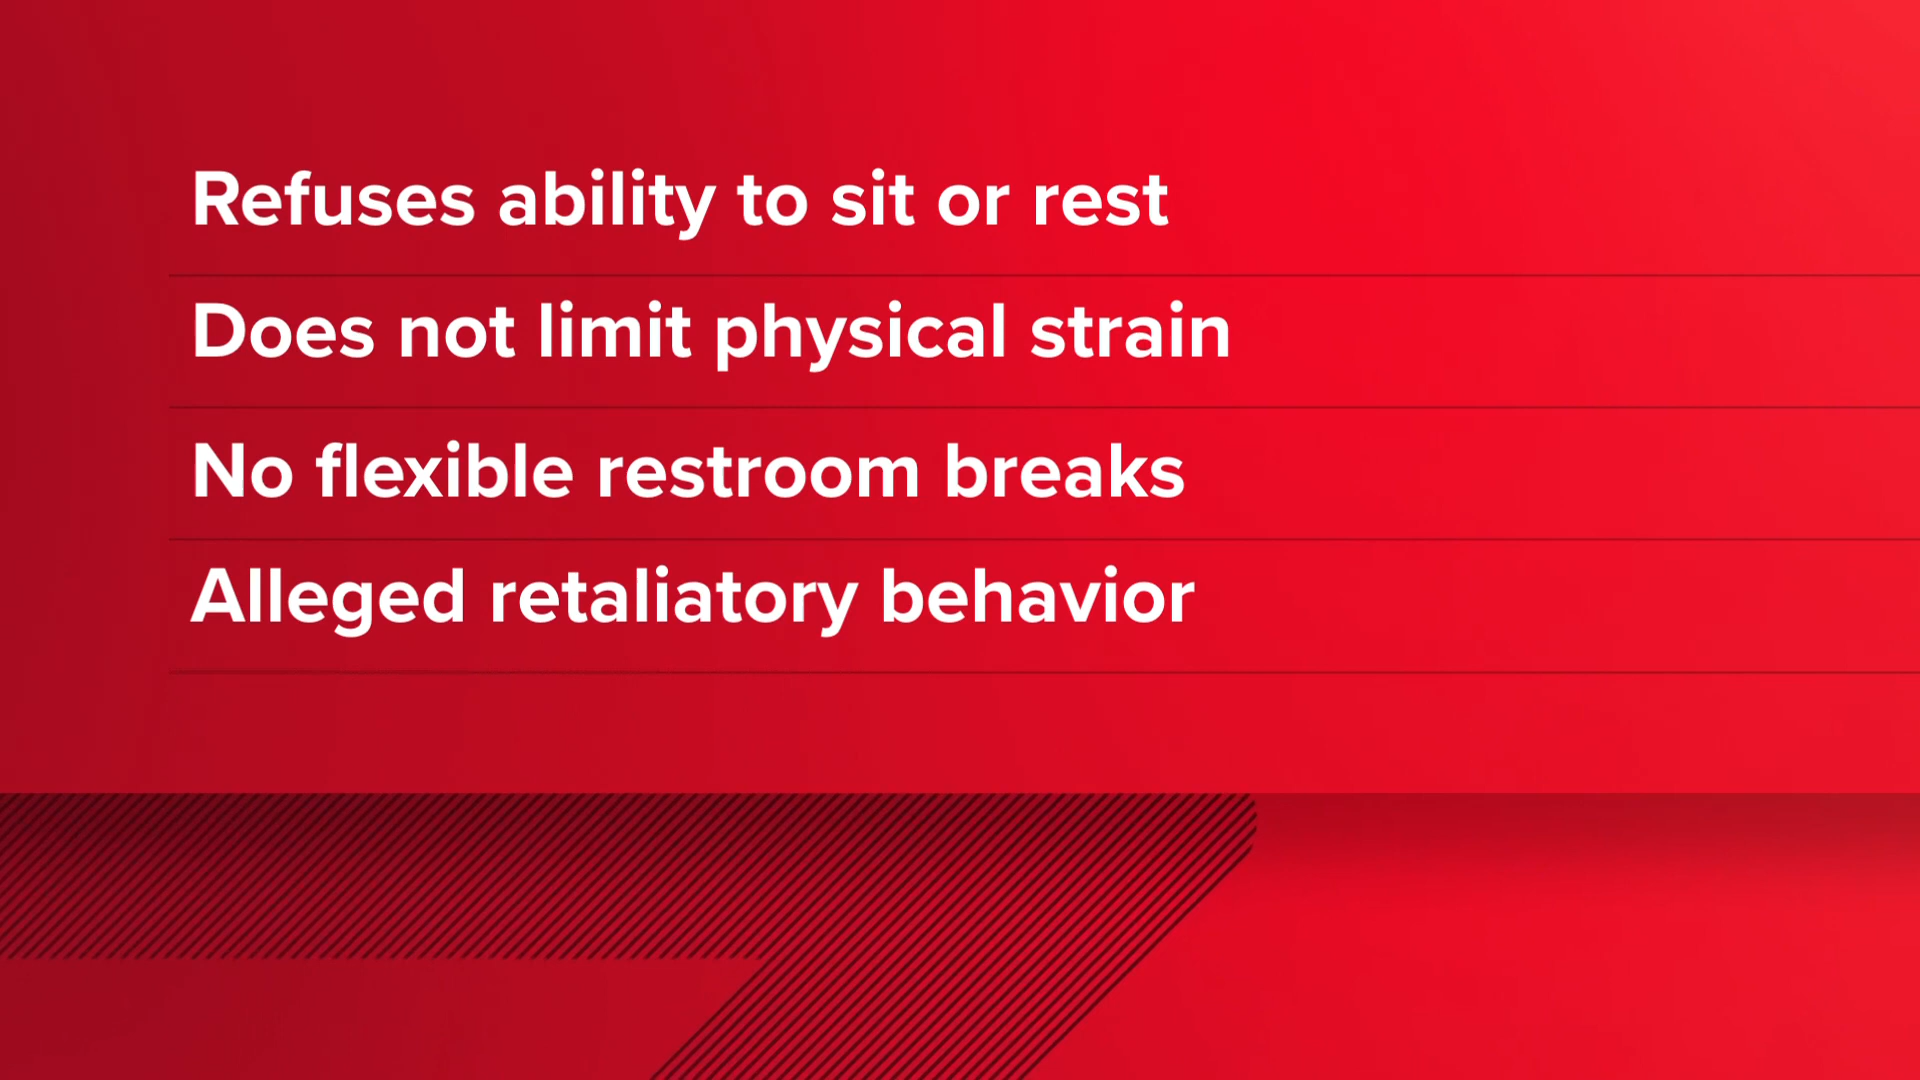 Refuses ability to sit or rest
Does not limit physical strain
No flexible restroom breaks
Alleged retaliatory behavior